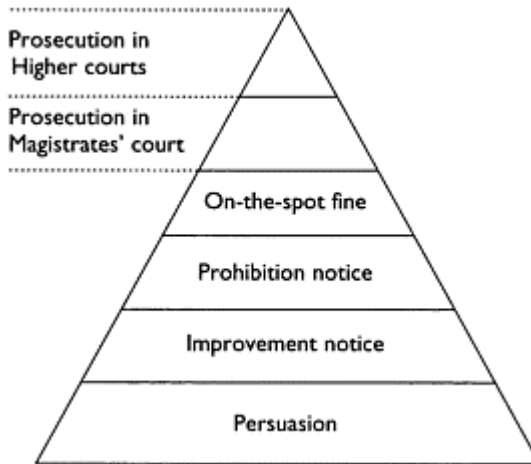 Prosecution in
Higher courts
Prosecution in
Magistrates' court
On-the-spot fine
Prohibition notice
Improvement notice
Persuasion